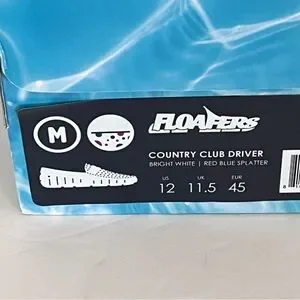 M
FLOAFERS
COUNTRY CLUB DRIVER
BRIGHT WHITE | RED BLUE SPLATTER
US UK EUR
12 11.5 45